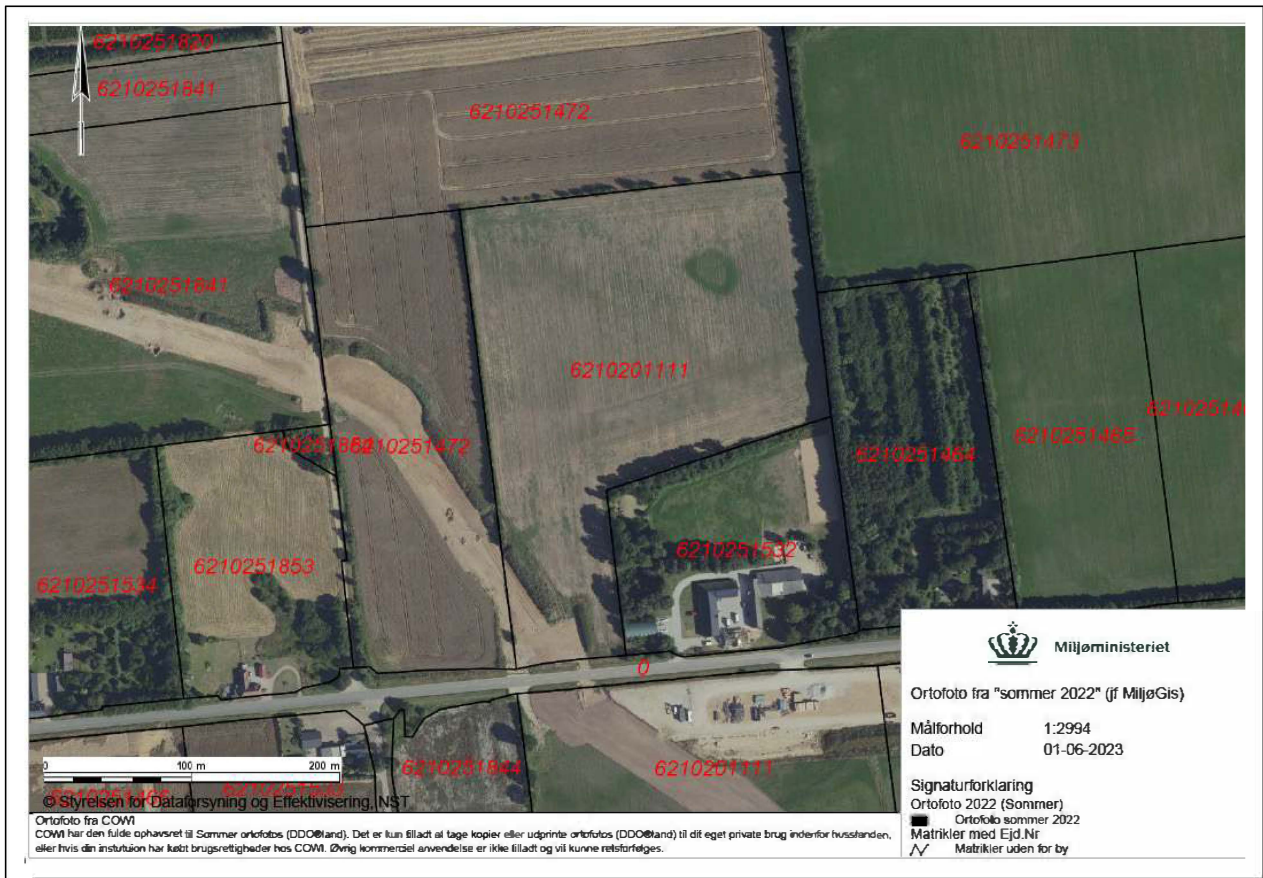 6210251820
6210251841
6210251472
6210251473
6210251841
6210201111
6210251472
6210251465
6210251464
6210251532
6210251853
6210251534
0
6210251844
6210201111
0 100 m 200 m
© Styrelsen for Dataforsyning og Effektivisering, NST
Ortofoto fra COWI
COWI har den fulde ophavsret til Sommer ortofotos (DDO®land). Det er kun tilladt at tage kopier eller udprinte ortofotos (DDO®land) til dit eget private brug indenfor husstanden,
eller hvis din institution har købt brugsrettigheder hos COWI. Øvrig kommerciel anvendelse er ikke tilladt og vil kunne retsforfølges.
Miljøministeriet
Ortofoto fra "sommer 2022" (jf MiljøGis)
Målforhold 1:2994
Dato 01-06-2023
Signaturforklaring
Ortofoto 2022 (Sommer)
Ortofoto sommer 2022
Matrikler med Ejd.Nr
Matrikler uden for by